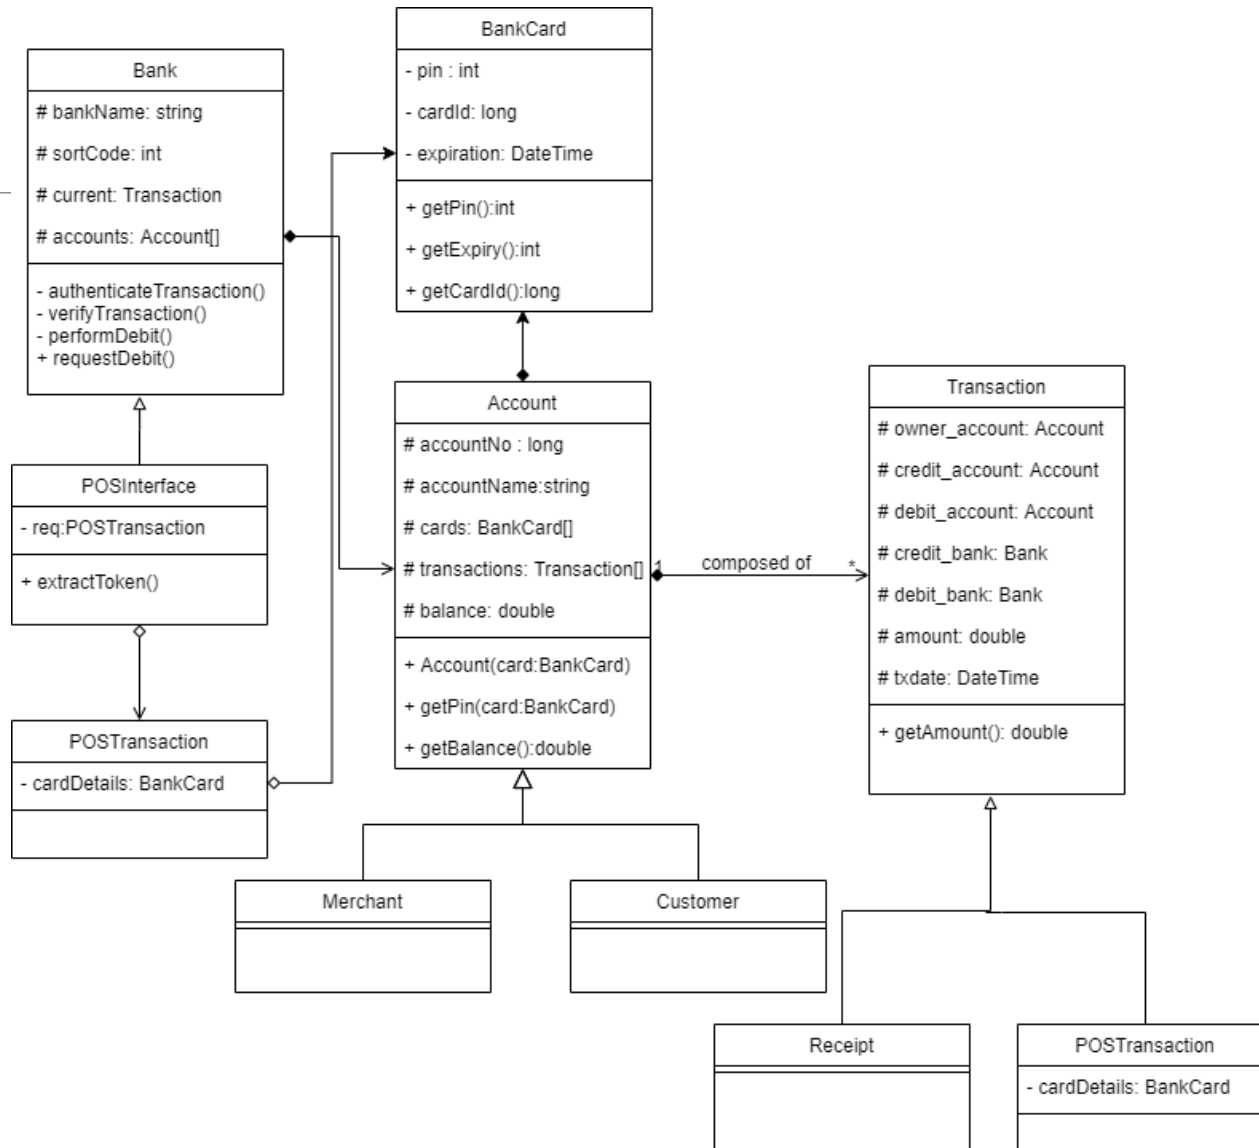 BankCard
- pin : int
- cardId: long
- expiration: DateTime
+ getPin():int
+ getExpiry():int
+ getCardId():long
Bank
# bankName: string
# sortCode: int
# current: Transaction
# accounts: Account[]
- authenticateTransaction()
- verifyTransaction()
- performDebit()
+ requestDebit()
Account
# accountNo : long
# accountName:string
# cards: BankCard[]
# transactions: Transaction[]
# balance: double
+ Account(card:BankCard)
+ getPin(card:BankCard)
+ getBalance():double
1
composed of
*
Transaction
# owner_account: Account
# credit_account: Account
# debit_account: Account
# credit_bank: Bank
# debit_bank: Bank
# amount: double
# txdate: DateTime
+ getAmount(): double
POSInterface
- req:POSTransaction
+ extractToken()
POSTransaction
- cardDetails: BankCard
Merchant
Customer
Receipt
POSTransaction
- cardDetails: BankCard